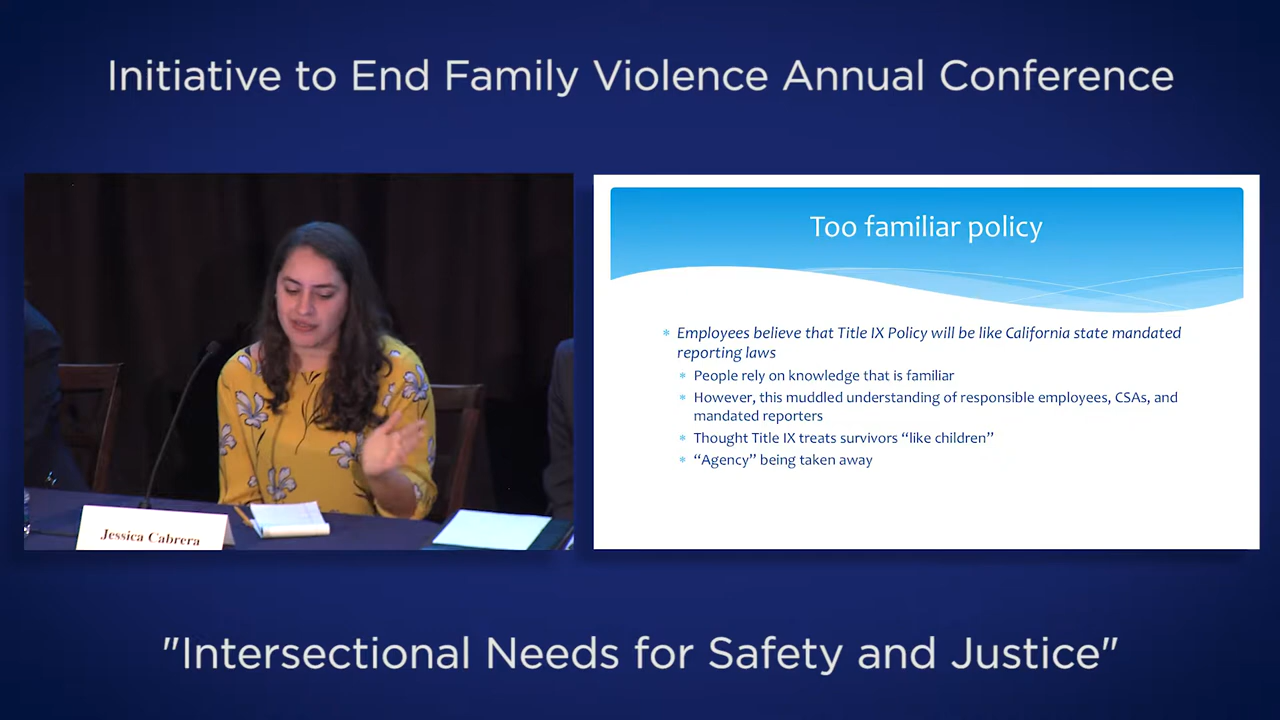 Initiative to End Family Violence Annual Conference
Jessica Cabrera
Too familiar policy
* Employees believe that Title IX Policy will be like California state mandated
reporting laws
* People rely on knowledge that is familiar
* However, this muddled understanding of responsible employees, CSAs, and
mandated reporters
* Thought Title IX treats survivors “like children”
* “Agency” being taken away
"Intersectional Needs for Safety and Justice"